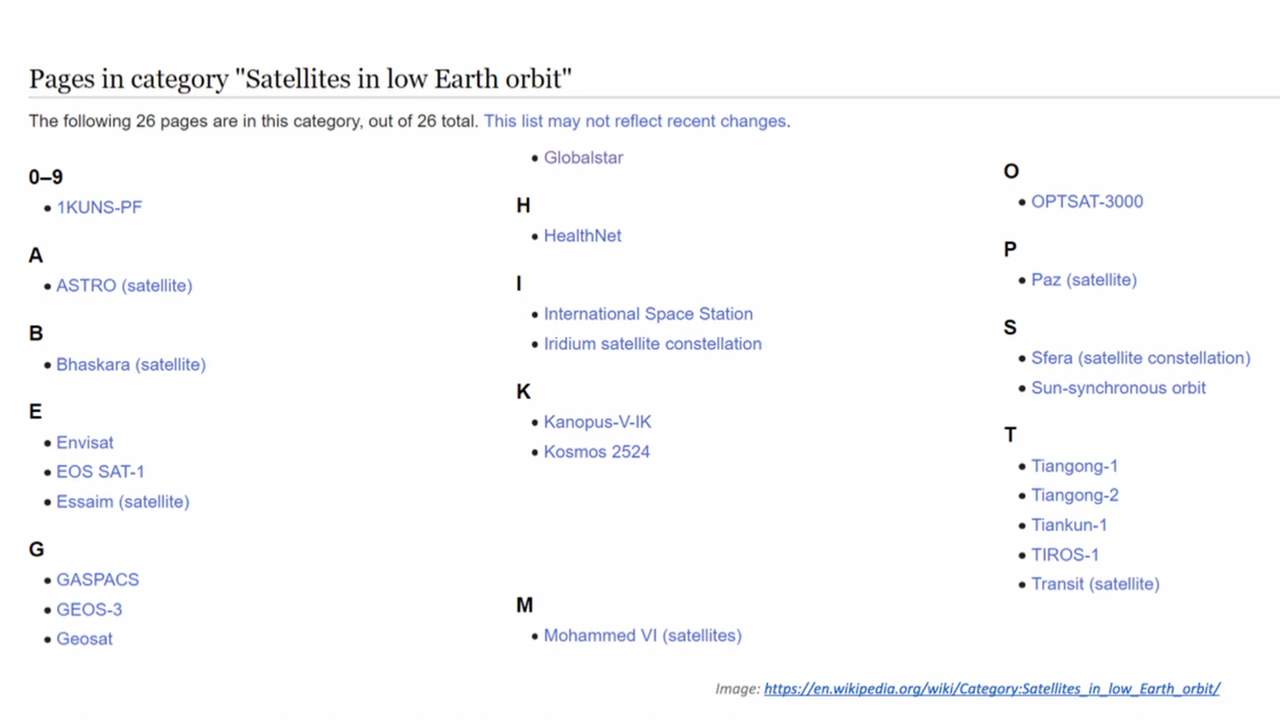 Pages in category "Satellites in low Earth orbit"
The following 26 pages are in this category, out of 26 total. This list may not reflect recent changes.
0–9
• 1KUNS-PF
A
• ASTRO (satellite)
B
• Bhaskara (satellite)
E
• Envisat
• EOS SAT-1
• Essaim (satellite)
G
• GASPACS
• GEOS-3
• Geosat
• Globalstar
H
• HealthNet
I
• International Space Station
• Iridium satellite constellation
K
• Kanopus-V-IK
• Kosmos 2524
M
• Mohammed VI (satellites)
O
• OPTSAT-3000
P
• Paz (satellite)
S
• Sfera (satellite constellation)
• Sun-synchronous orbit
T
• Tiangong-1
• Tiangong-2
• Tiankun-1
• TIROS-1
• Transit (satellite)
Image: https://en.wikipedia.org/wiki/Category:Satellites_in_low_Earth_orbit/